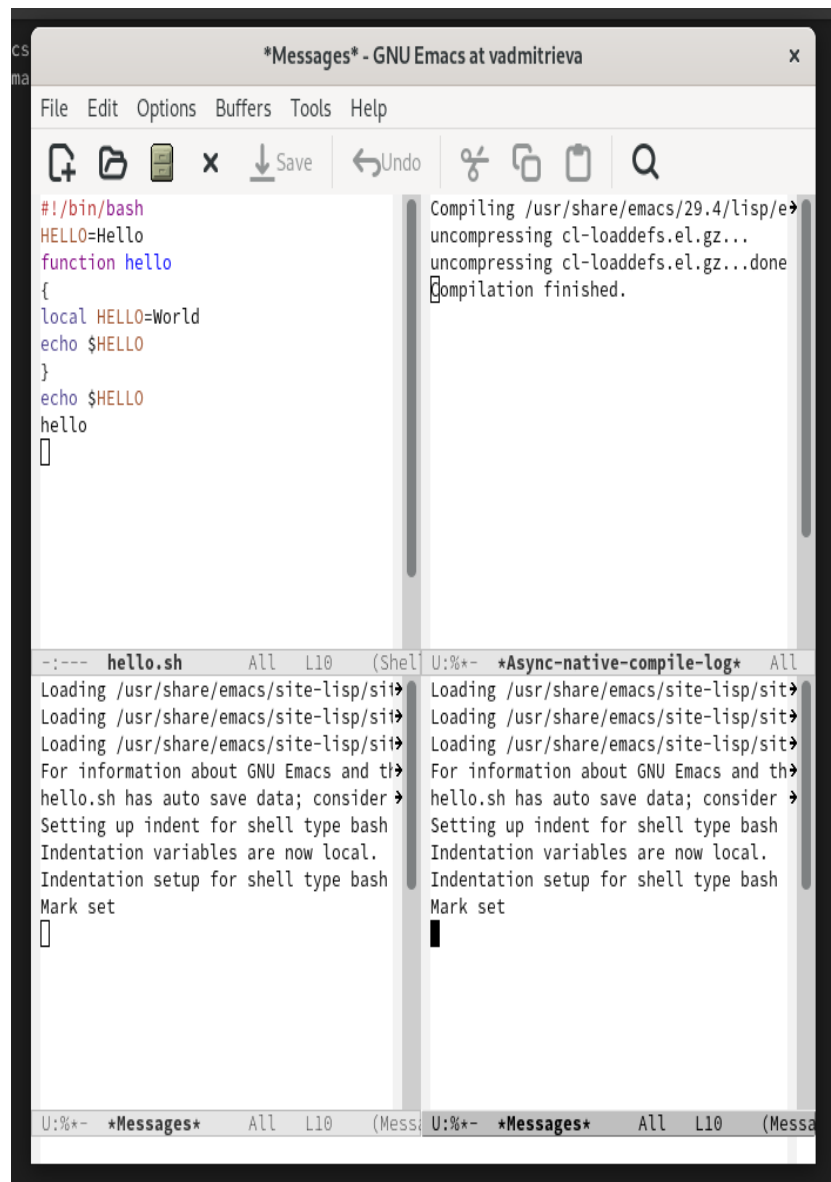 cs
ma
*Messages* - GNU Emacs at vadmitrieva
File Edit Options Buffers Tools Help
Save Undo
#!/bin/bash
HELLO=Hello
function hello
{
local HELLO=World
echo $HELLO
}
echo $HELLO
hello
-:--- hello.sh All L10 (Shel
Compiling /usr/share/emacs/29.4/lisp/e
uncompressing cl-loaddefs.el.gz...
uncompressing cl-loaddefs.el.gz...done
Compilation finished.
U:%*- *Async-native-compile-log* All
Loading /usr/share/emacs/site-lisp/sit
Loading /usr/share/emacs/site-lisp/sit
Loading /usr/share/emacs/site-lisp/sit
For information about GNU Emacs and th
hello.sh has auto save data; consider
Setting up indent for shell type bash
Indentation variables are now local.
Indentation setup for shell type bash
Mark set
U:%*- *Messages* All L10 (Messa
Loading /usr/share/emacs/site-lisp/sit
Loading /usr/share/emacs/site-lisp/sit
Loading /usr/share/emacs/site-lisp/sit
For information about GNU Emacs and th
hello.sh has auto save data; consider
Setting up indent for shell type bash
Indentation variables are now local.
Indentation setup for shell type bash
Mark set
U:%*- *Messages* All L10 (Messa